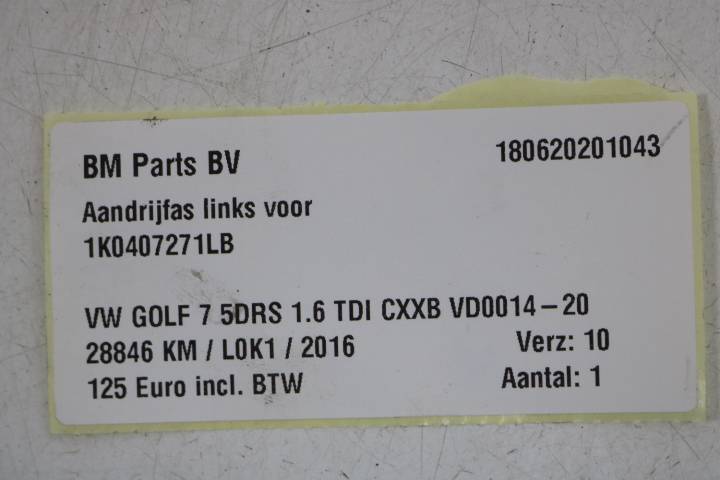 BM Parts BV 180620201043
Aandrijfas links voor
1K0407271LB
VW GOLF 7 5DRS 1.6 TDI CXXB VD0014-20
28846 KM / L0K1 / 2016 Verz: 10
125 Euro incl. BTW Aantal: 1